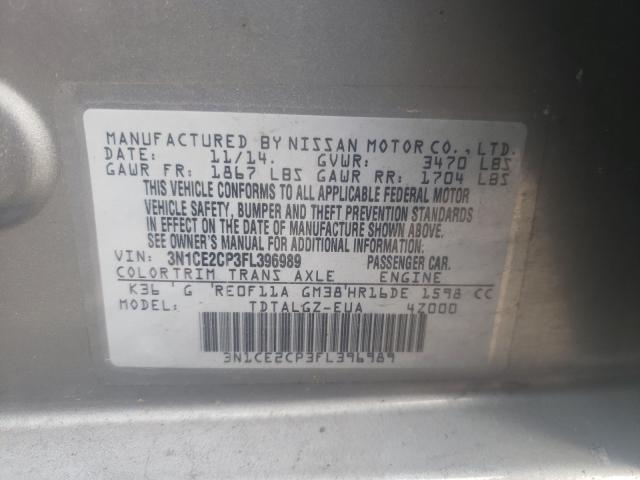 MANUFACTURED BY NISSAN MOTOR CO., LTD.
DATE: 11/14. GVWR: 3470 LBS
GAWR FR: 1867 LBS GAWR RR: 1704 LBS
THIS VEHICLE CONFORMS TO ALL APPLICABLE FEDERAL MOTOR
VEHICLE SAFETY, BUMPER AND THEFT PREVENTION STANDARDS
IN EFFECT ON THE DATE OF MANUFACTURE SHOWN ABOVE.
SEE OWNER'S MANUAL FOR ADDITIONAL INFORMATION.
VIN: 3N1CE2CP3FL396989 PASSENGER CAR.
COLOR TRIM TRANS AXLE ENGINE
K36 'G 'RE0F11A GM38'HR16DE 1598 CC
MODEL: TDTALGZ-EUA 4Z000
3N1CE2CP3FL396989